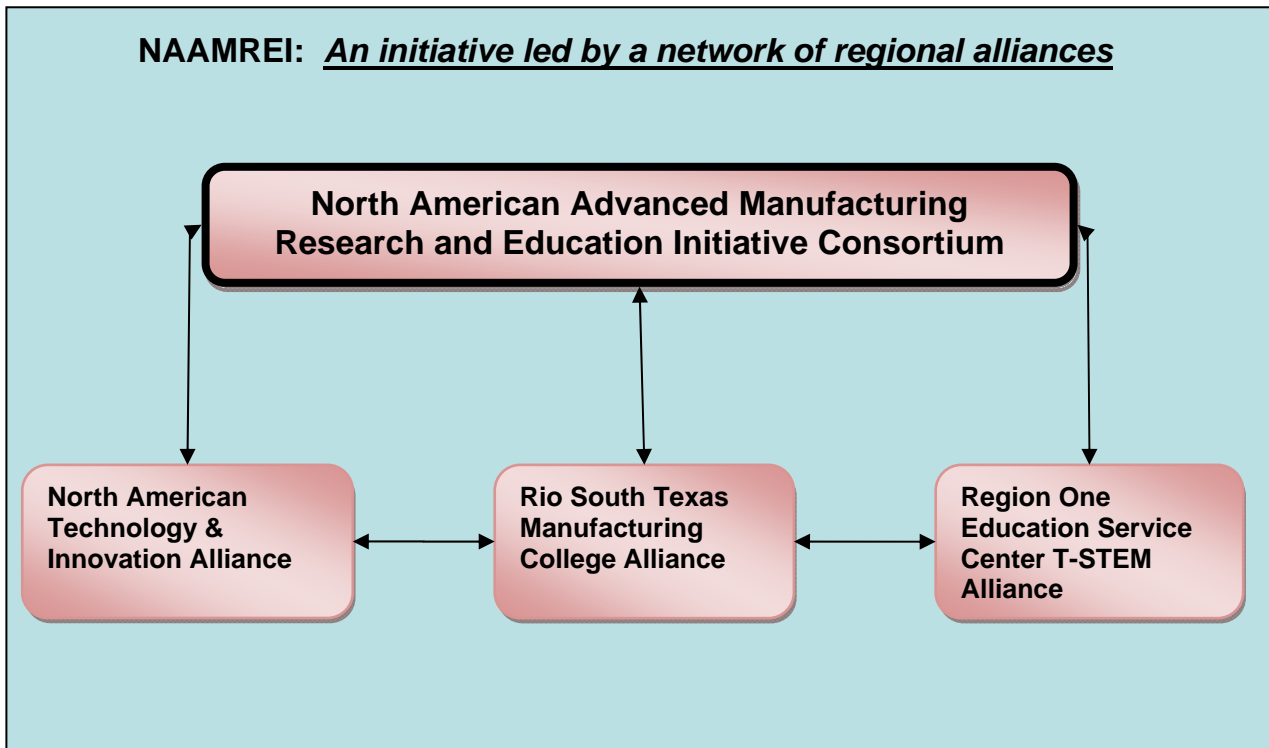 NAAMREI: An initiative led by a network of regional alliances
North American Advanced Manufacturing
Research and Education Initiative Consortium
North American
Technology &
Innovation Alliance
Rio South Texas
Manufacturing
College Alliance
Region One
Education Service
Center T-STEM
Alliance